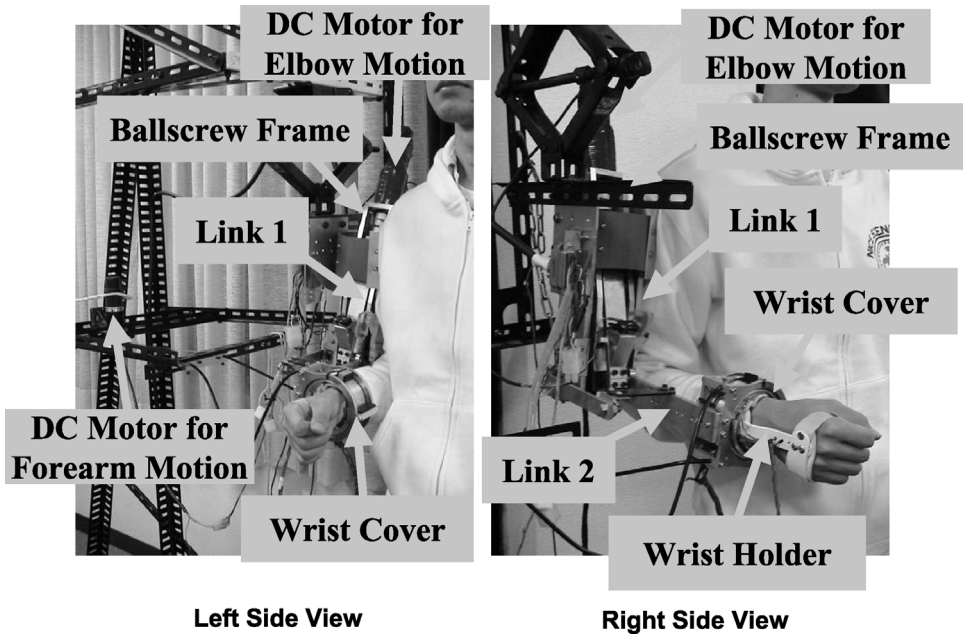 DC Motor for
Elbow Motion
Ballscrew Frame
Link 1
DC Motor for
Forearm Motion
Wrist Cover
Left Side View
DC Motor for
Elbow Motion
Ballscrew Frame
Link 1
Wrist Cover
Link 2
Wrist Holder
Right Side View